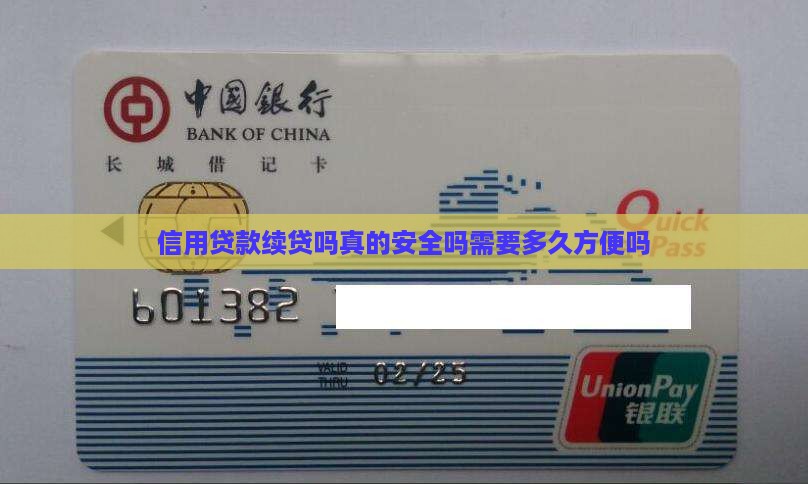 中國銀行
BANK OF CHINA
长城借记卡
Quick
Pass
信用贷款续贷吗真的安全吗需要多久方便吗
601382
VALID
THRU
02/25
UnionPay
银联